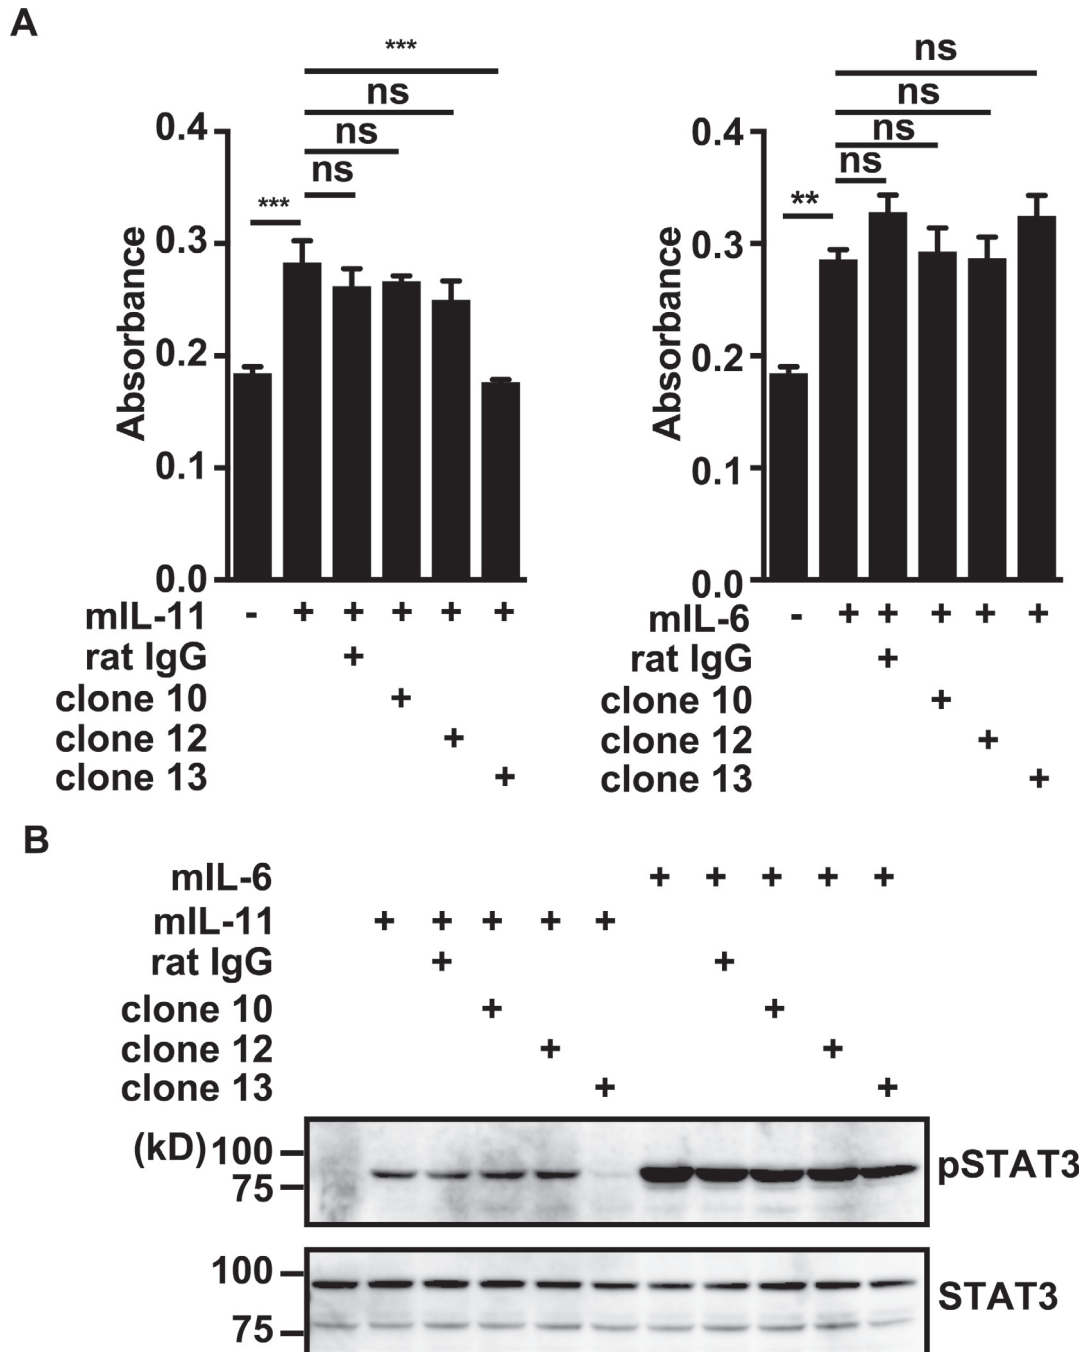 A
*** ns
ns ns
ns ns
ns ns
*** **
0.4 0.4
0.3 0.3
0.2 0.2
0.1 0.1
0.0 0.0
Absorbance Absorbance
mIL-11 - + + + + + mIL-6 - + + + + +
rat IgG + rat IgG +
clone 10 + clone 10 +
clone 12 + clone 12 +
clone 13 + clone 13 +
B
mIL-6 + + + + +
mIL-11 + + + + +
rat IgG + +
clone 10 + +
clone 12 + +
clone 13 + +
(kD) 100
75
pSTAT3
100
75
STAT3